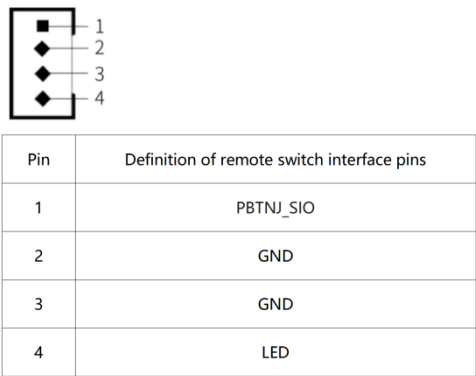 1
2
3
4
Pin Definition of remote switch interface pins
1 PBTNJ_SIO
2 GND
3 GND
4 LED